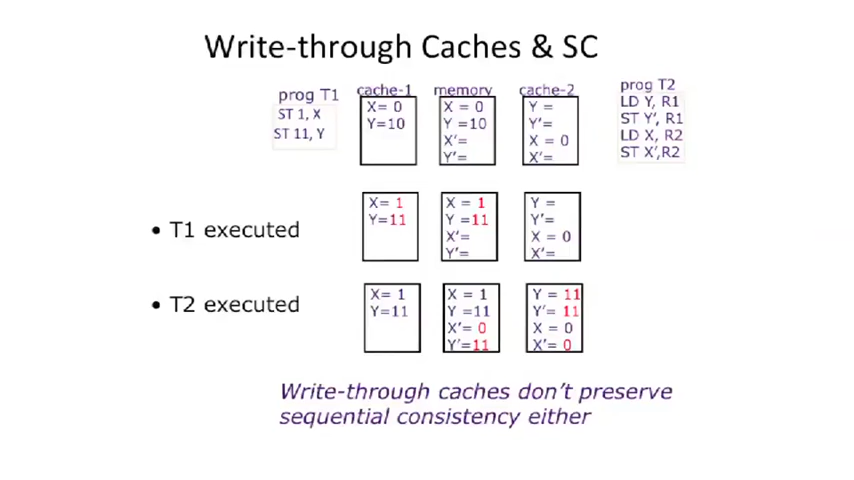 Write-through Caches & SC
prog T1
ST 1, X
ST 11, Y
cache-1
X= 0
Y=10
memory
X = 0
Y =10
X'=
Y'=
cache-2
Y =
Y'=
X = 0
X'=
prog T2
LD Y, R1
ST Y', R1
LD X, R2
ST X',R2
• T1 executed
X= 1
Y=11
X = 1
Y =11
X'=
Y'=
Y =
Y'=
X = 0
X'=
• T2 executed
X= 1
Y=11
X = 1
Y =11
X'= 0
Y'=11
Y = 11
Y'= 11
X = 0
X'= 0
Write-through caches don't preserve
sequential consistency either